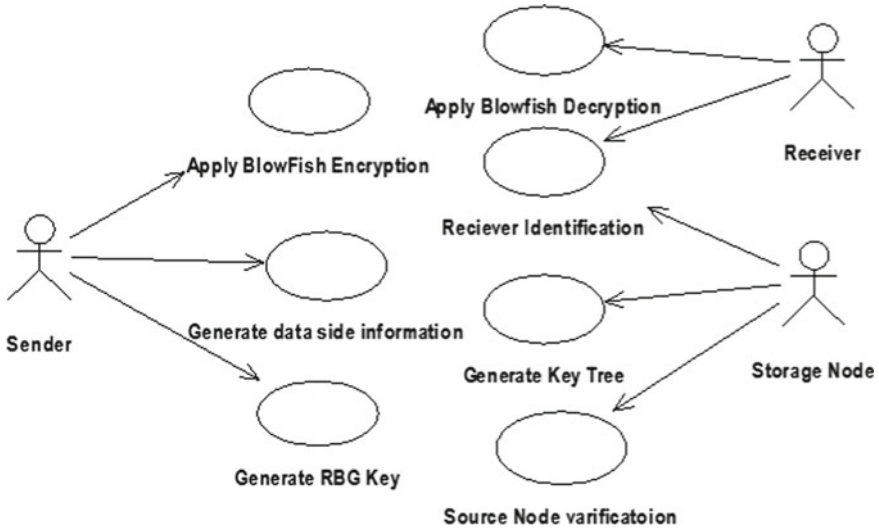 Apply Blowfish Decryption
Receiver
Apply BlowFish Encryption
Reciever Identification
Sender
Generate data side information
Generate Key Tree
Storage Node
Generate RBG Key
Source Node varificatoion